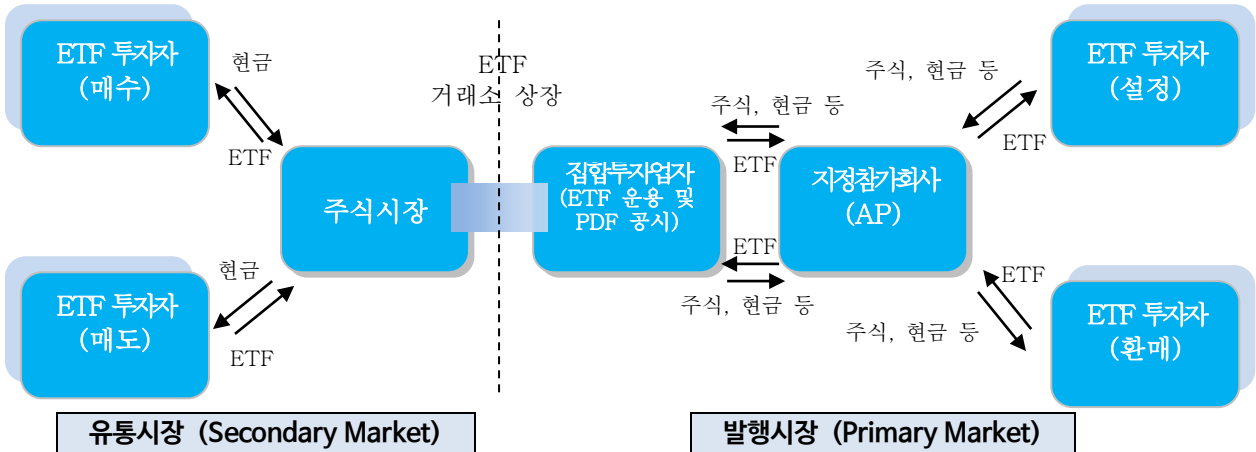 ETF 투자자
(매수)
현금
ETF
ETF
거래소 상장
주식시장
현금
ETF
ETF 투자자
(매도)
유통시장 (Secondary Market)
집합투자업자
(ETF 운용 및
PDF 공시)
주식, 현금 등
ETF
ETF
주식, 현금 등
지정참가회사
(AP)
주식, 현금 등
ETF
ETF 투자자
(설정)
ETF
주식, 현금 등
ETF 투자자
(환매)
발행시장 (Primary Market)